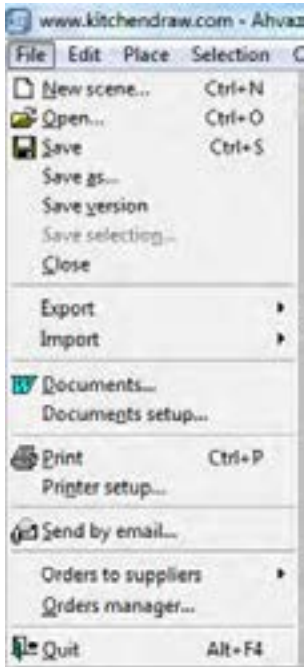 www.kitchendraw.com - Ahvaz
File Edit Place Selection C
New scene... Ctrl+N
Open... Ctrl+O
Save Ctrl+S
Save as...
Save version
Save selection...
Close
Export
Import
Documents...
Documents setup...
Print Ctrl+P
Printer setup...
Send by email...
Orders to suppliers
Orders manager...
Quit Alt+F4